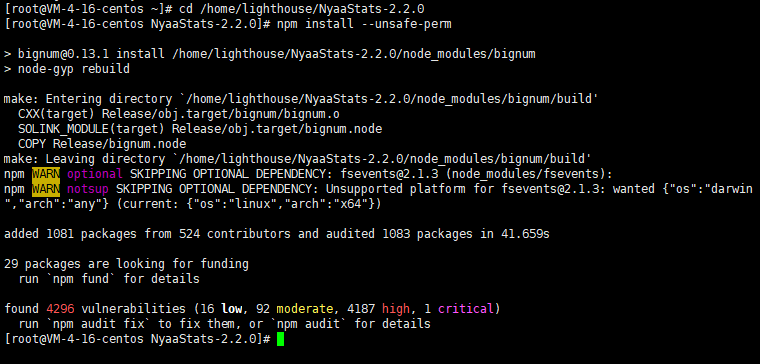 [root@VM-4-16-centos ~]# cd /home/lighthouse/NyaaStats-2.2.0
[root@VM-4-16-centos NyaaStats-2.2.0]# npm install --unsafe-perm
> bignum@0.13.1 install /home/lighthouse/NyaaStats-2.2.0/node_modules/bignum
> node-gyp rebuild
make: Entering directory `/home/lighthouse/NyaaStats-2.2.0/node_modules/bignum/build'
CXX(target) Release/obj.target/bignum/bignum.o
SOLINK_MODULE(target) Release/obj.target/bignum.node
COPY Release/bignum.node
make: Leaving directory `/home/lighthouse/NyaaStats-2.2.0/node_modules/bignum/build'
npm WARN optional SKIPPING OPTIONAL DEPENDENCY: fsevents@2.1.3 (node_modules/fsevents):
npm WARN notsup SKIPPING OPTIONAL DEPENDENCY: Unsupported platform for fsevents@2.1.3: wanted {"os":"darwin
","arch":"any"} (current: {"os":"linux","arch":"x64"})
added 1081 packages from 524 contributors and audited 1083 packages in 41.659s
29 packages are looking for funding
run `npm fund` for details
found 4296 vulnerabilities (16 low, 92 moderate, 4187 high, 1 critical)
run `npm audit fix` to fix them, or `npm audit` for details
[root@VM-4-16-centos NyaaStats-2.2.0]#